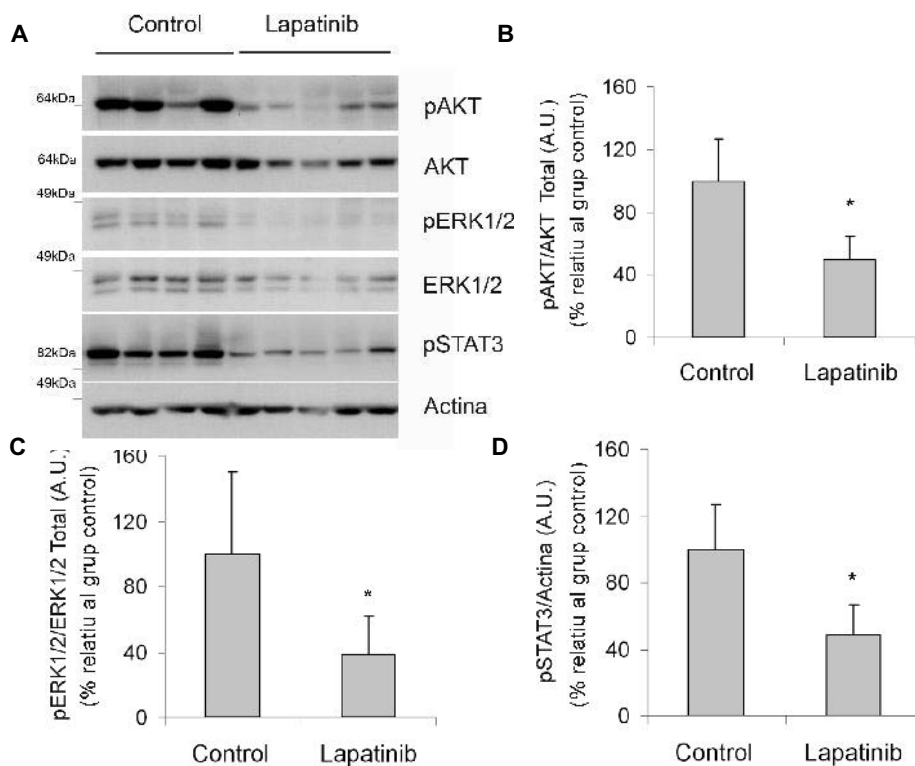 A
Control
Lapatinib
64kDa
pAKT
64kDa
AKT
49kDa
pERK1/2
49kDa
ERK1/2
82kDa
pSTAT3
49kDa
Actina
B
pAKT/AKT Total (A.U.)
(% relatiu al grup control)
160
120
80
40
0
*
Control
Lapatinib
C
pERK1/2/ERK1/2 Total (A.U.)
(% relatiu al grup control)
160
120
80
40
0
*
Control
Lapatinib
D
pSTAT3/Actina (A.U.)
(% relatiu al grup control)
160
120
80
40
0
*
Control
Lapatinib